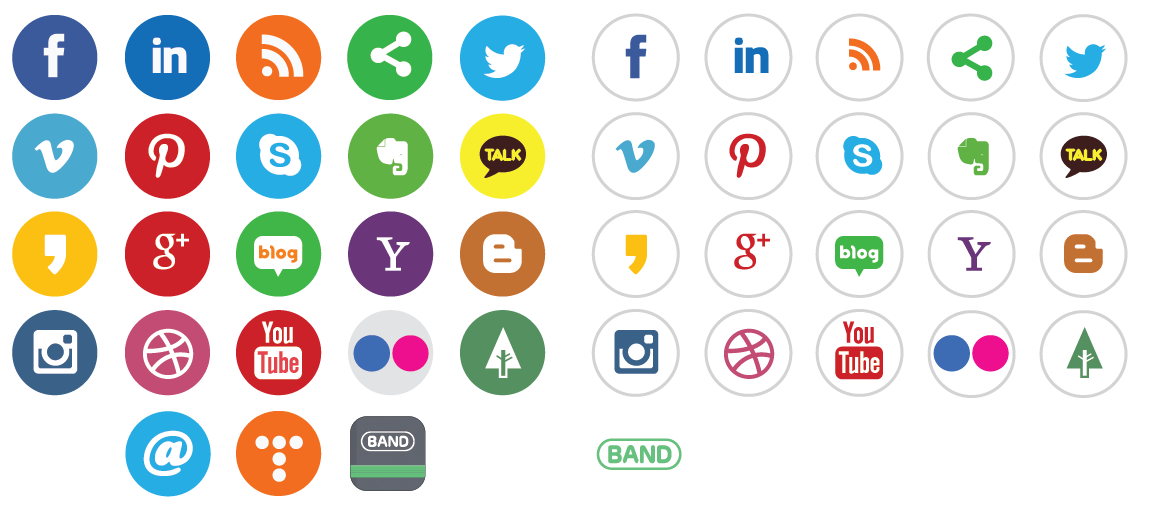 f in f in
TALK TALK
g+ blog Y B g+ blog Y B
You You
Tube Tube
@ BAND BAND